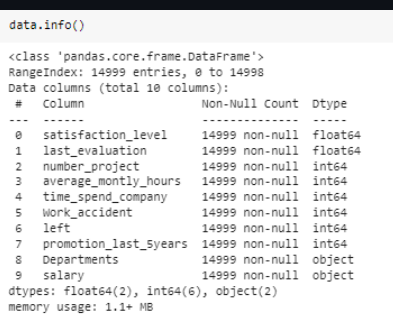 data.info()
<class 'pandas.core.frame.DataFrame'>
RangeIndex: 14999 entries, 0 to 14998
Data columns (total 10 columns):
 #   Column                 Non-Null Count  Dtype
---  ------                 --------------  -----
 0   satisfaction_level     14999 non-null  float64
 1   last_evaluation        14999 non-null  float64
 2   number_project         14999 non-null  int64
 3   average_montly_hours   14999 non-null  int64
 4   time_spend_company     14999 non-null  int64
 5   Work_accident          14999 non-null  int64
 6   left                   14999 non-null  int64
 7   promotion_last_5years  14999 non-null  int64
 8   Departments            14999 non-null  object
 9   salary                 14999 non-null  object
dtypes: float64(2), int64(6), object(2)
memory usage: 1.1+ MB